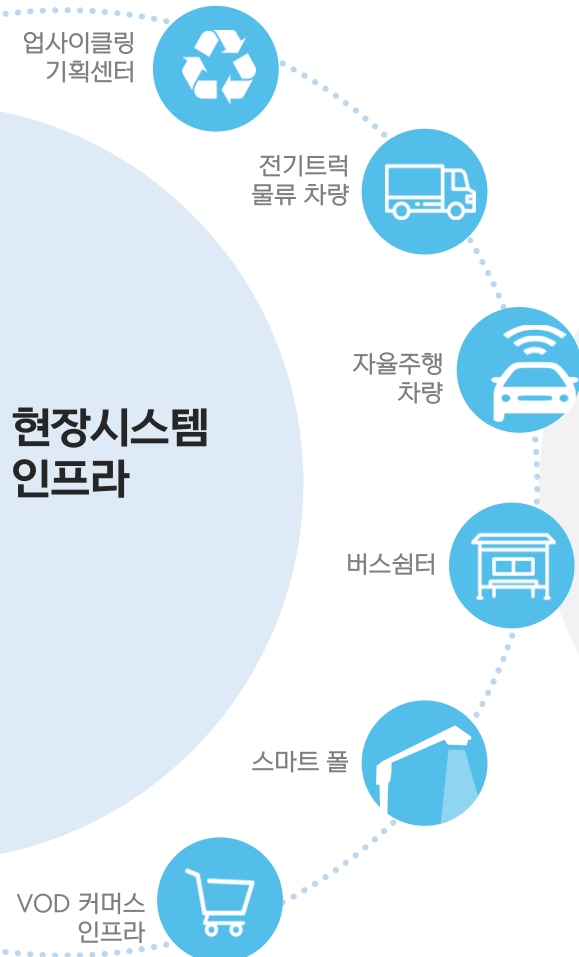 업사이클링
기획센터
전기트럭
물류 차량
자율주행
차량
현장시스템
인프라
버스쉼터
스마트 폴
VOD 커머스
인프라